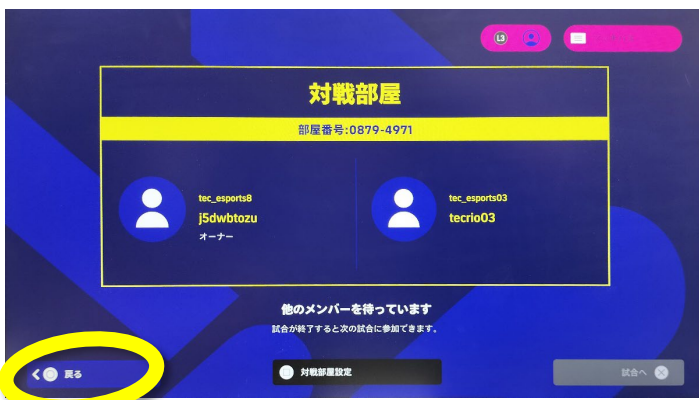 L3
対戦部屋
部屋番号:0879-4971
tec_esports8
j5dwbtozu
オーナー
tec_esports03
tecrio03
他のメンバーを待っています
試合が終了すると次の試合に参加できます。
戻る
対戦部屋設定
試合へ